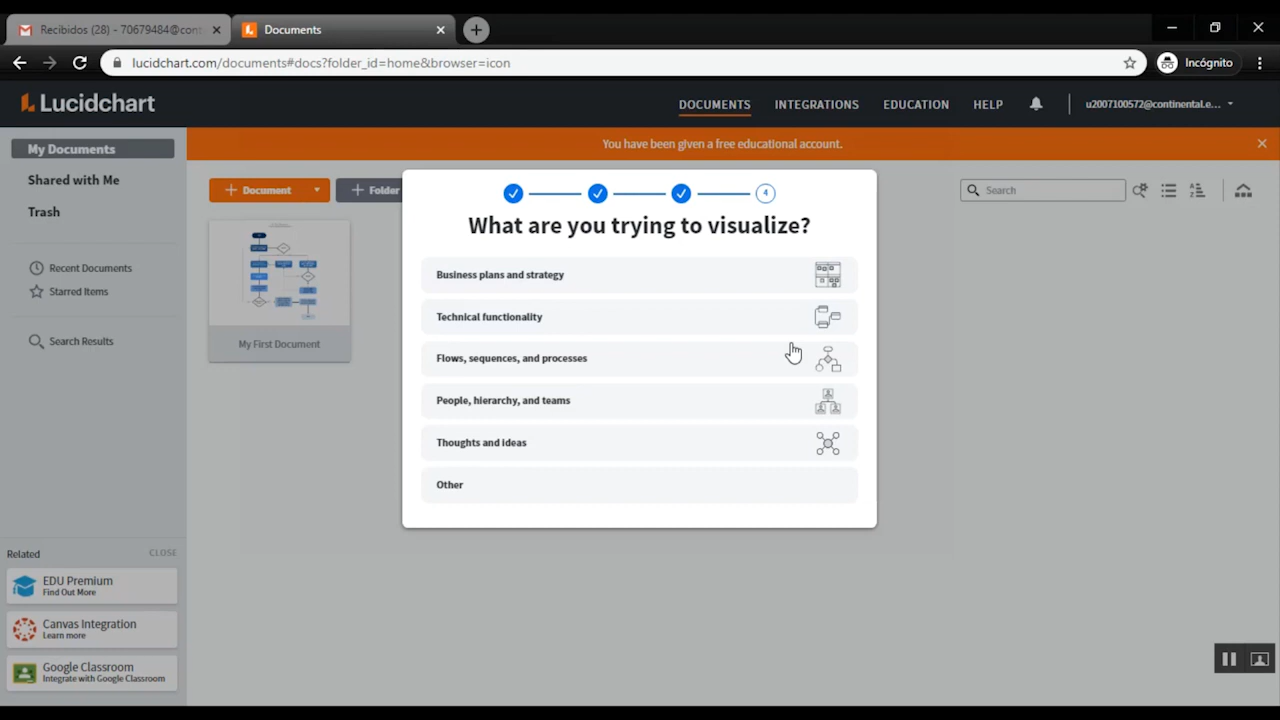 Recibidos (28) - 70679484@cont
Documents
lucidchart.com/documents#docs?folder_id=home&browser=icon
Incógnito
Lucidchart
DOCUMENTS
INTEGRATIONS
EDUCATION
HELP
u2007100572@continental.e...
My Documents
You have been given a free educational account.
Shared with Me
Trash
Document
Folder
Search
4
What are you trying to visualize?
Recent Documents
Starred Items
Search Results
My First Document
Business plans and strategy
Technical functionality
Flows, sequences, and processes
People, hierarchy, and teams
Thoughts and ideas
Other
Related
CLOSE
EDU Premium
Find Out More
Canvas Integration
Learn more
Google Classroom
Integrate with Google Classroom